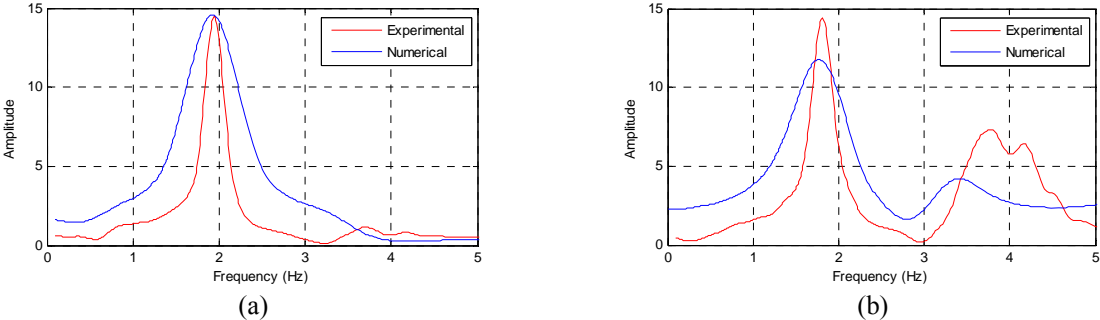 15
10
5
0
Amplitude
0 1 2 3 4 5
Frequency (Hz)
Experimental
Numerical
(a)
15
10
5
0
Amplitude
0 1 2 3 4 5
Frequency (Hz)
Experimental
Numerical
(b)